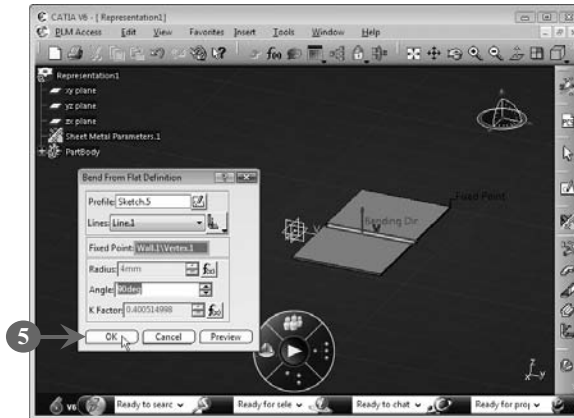 CATIA V6 - [ Representation1]
PLM Access Edit View Favorites Insert Tools Window Help
Representation1
xy plane
yz plane
zx plane
Sheet Metal Parameters.1
PartBody
Bend From Flat Definition
Profile: Sketch.5
Lines: Line.1
Fixed Point: Wall.1\Vertex.1
Radius: 4mm
Angle: 90deg
K Factor: 0.400514998
OK Cancel Preview
5
Fixed Point
Bending Dir
V
V6 Ready to searc Ready for sele Ready to chat Ready for proj